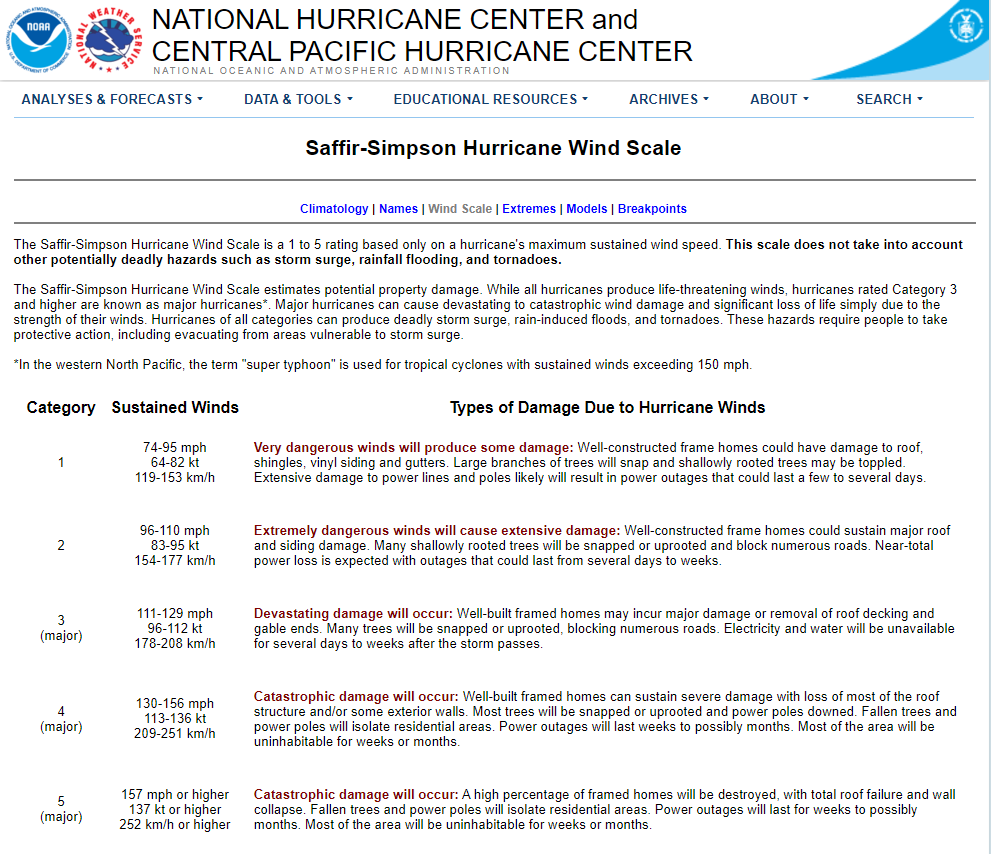 NOAA
NATIONAL WEATHER SERVICE
NATIONAL HURRICANE CENTER and
CENTRAL PACIFIC HURRICANE CENTER
NATIONAL OCEANIC AND ATMOSPHERIC ADMINISTRATION
ANALYSES & FORECASTS DATA & TOOLS EDUCATIONAL RESOURCES ARCHIVES ABOUT SEARCH
Saffir-Simpson Hurricane Wind Scale
Climatology | Names | Wind Scale | Extremes | Models | Breakpoints
The Saffir-Simpson Hurricane Wind Scale is a 1 to 5 rating based only on a hurricane's maximum sustained wind speed. This scale does not take into account
other potentially deadly hazards such as storm surge, rainfall flooding, and tornadoes.
The Saffir-Simpson Hurricane Wind Scale estimates potential property damage. While all hurricanes produce life-threatening winds, hurricanes rated Category 3
and higher are known as major hurricanes*. Major hurricanes can cause devastating to catastrophic wind damage and significant loss of life simply due to the
strength of their winds. Hurricanes of all categories can produce deadly storm surge, rain-induced floods, and tornadoes. These hazards require people to take
protective action, including evacuating from areas vulnerable to storm surge.
*In the western North Pacific, the term "super typhoon" is used for tropical cyclones with sustained winds exceeding 150 mph.
Category Sustained Winds Types of Damage Due to Hurricane Winds
1
74-95 mph
64-82 kt
119-153 km/h
Very dangerous winds will produce some damage: Well-constructed frame homes could have damage to roof,
shingles, vinyl siding and gutters. Large branches of trees will snap and shallowly rooted trees may be toppled.
Extensive damage to power lines and poles likely will result in power outages that could last a few to several days.
2
96-110 mph
83-95 kt
154-177 km/h
Extremely dangerous winds will cause extensive damage: Well-constructed frame homes could sustain major roof
and siding damage. Many shallowly rooted trees will be snapped or uprooted and block numerous roads. Near-total
power loss is expected with outages that could last from several days to weeks.
3
(major)
111-129 mph
96-112 kt
178-208 km/h
Devastating damage will occur: Well-built framed homes may incur major damage or removal of roof decking and
gable ends. Many trees will be snapped or uprooted, blocking numerous roads. Electricity and water will be unavailable
for several days to weeks after the storm passes.
4
(major)
130-156 mph
113-136 kt
209-251 km/h
Catastrophic damage will occur: Well-built framed homes can sustain severe damage with loss of most of the roof
structure and/or some exterior walls. Most trees will be snapped or uprooted and power poles downed. Fallen trees and
power poles will isolate residential areas. Power outages will last weeks to possibly months. Most of the area will be
uninhabitable for weeks or months.
5
(major)
157 mph or higher
137 kt or higher
252 km/h or higher
Catastrophic damage will occur: A high percentage of framed homes will be destroyed, with total roof failure and wall
collapse. Fallen trees and power poles will isolate residential areas. Power outages will last for weeks to possibly
months. Most of the area will be uninhabitable for weeks or months.